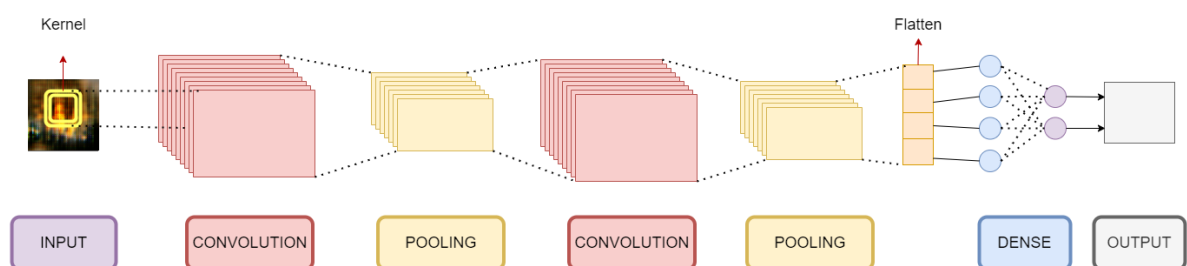 Kernel
Flatten
INPUT
CONVOLUTION
POOLING
CONVOLUTION
POOLING
DENSE
OUTPUT